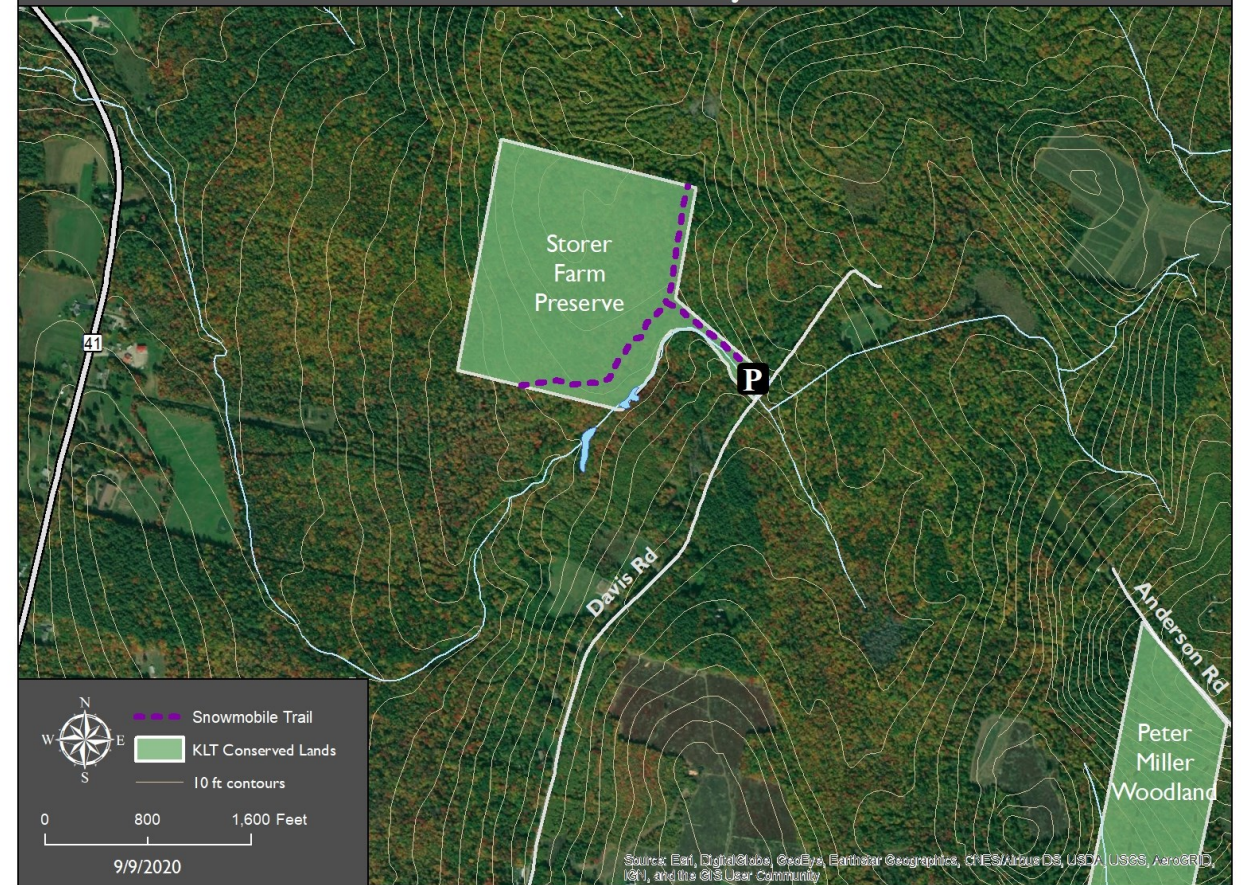 Storer
Farm
Preserve
41
P
Davis Rd
Anderson Rd
Peter
Miller
Woodland
N
W E
S
Snowmobile Trail
KLT Conserved Lands
10 ft contours
0 800 1,600 Feet
9/9/2020
Source: Esri, DigitalGlobe, GeoEye, Earthstar Geographics, CNES/Airbus DS, USDA, USGS, AeroGRID,
IGN, and the GIS User Community